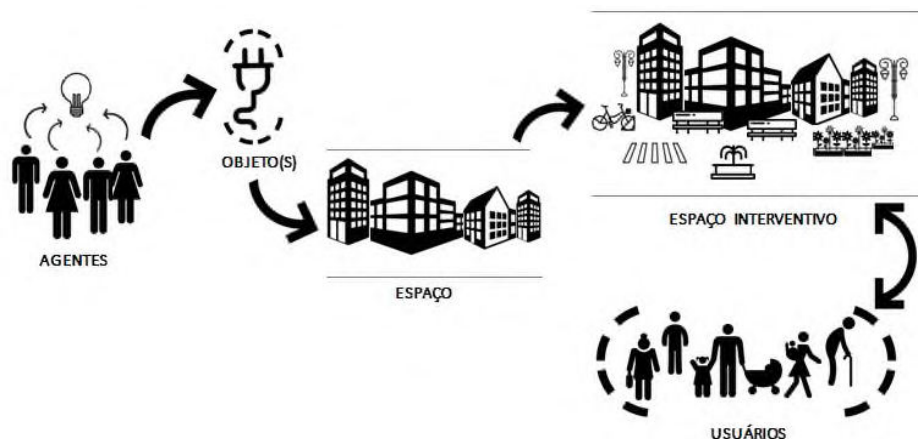 AGENTES
OBJETO(S)
ESPAÇO
ESPAÇO INTERVENTIVO
USUÁRIOS